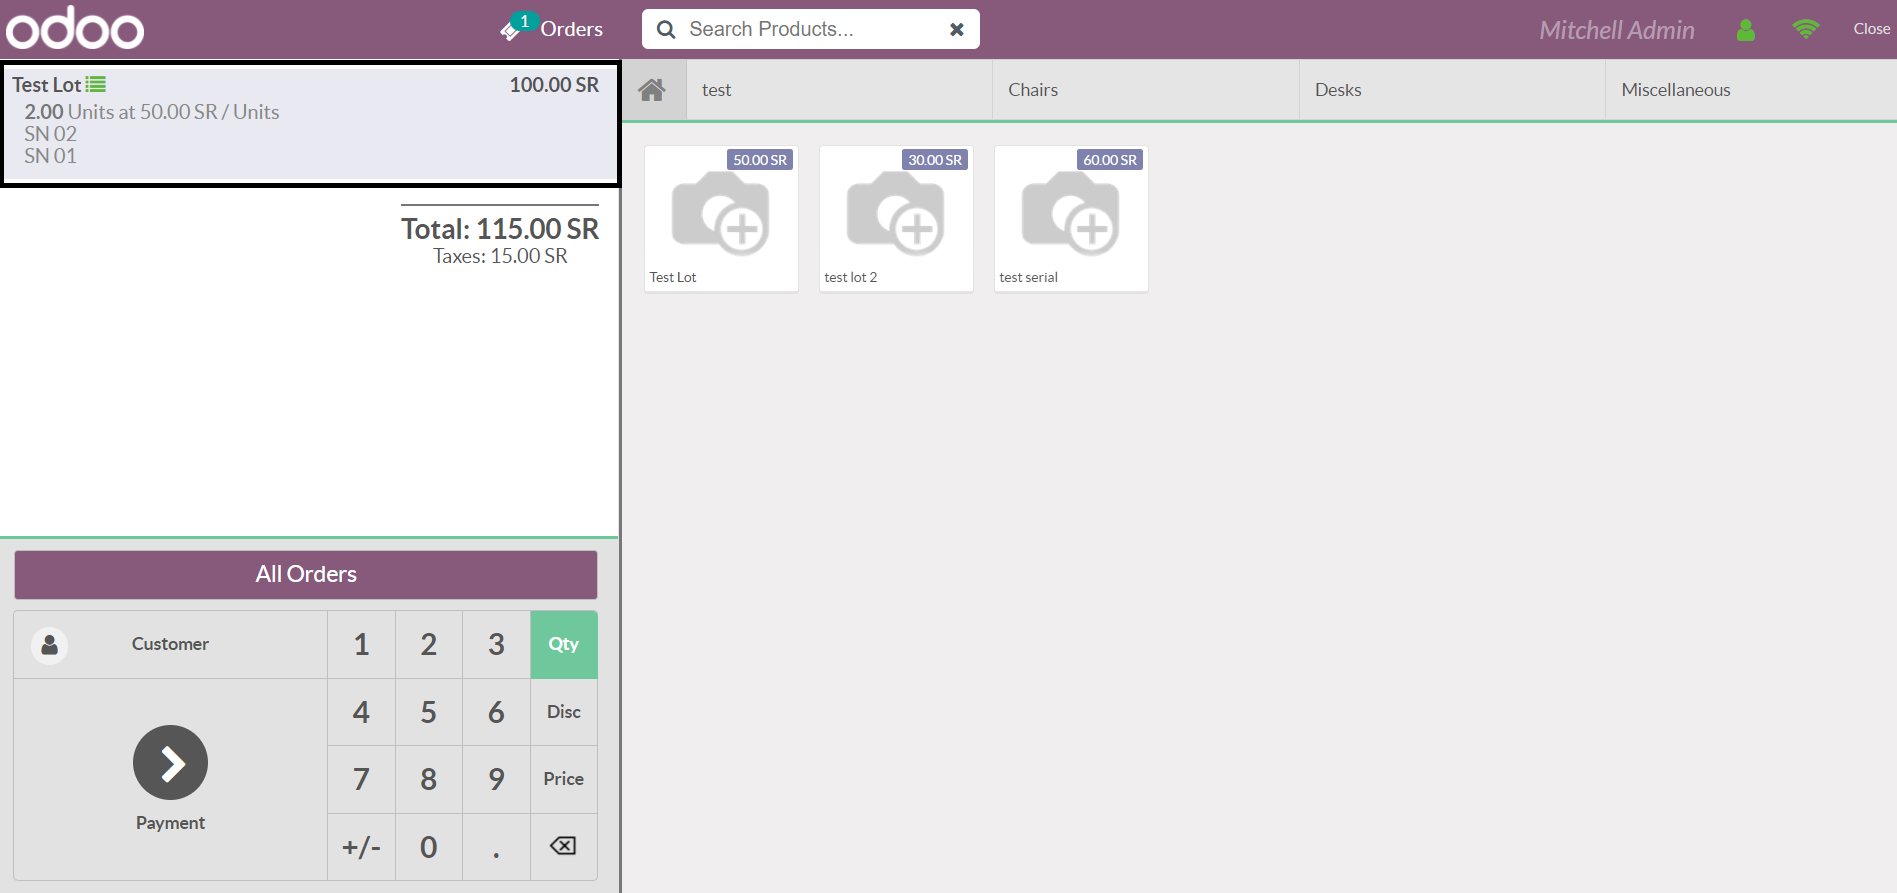 odoo
1 Orders
Search Products...
Mitchell Admin
Close
Test Lot 100.00 SR
2.00 Units at 50.00 SR / Units
SN 02
SN 01
Total: 115.00 SR
Taxes: 15.00 SR
All Orders
Customer
Payment
1 2 3 Qty
4 5 6 Disc
7 8 9 Price
+/- 0 .
test Chairs Desks Miscellaneous
50.00 SR
Test Lot
30.00 SR
test lot 2
60.00 SR
test serial